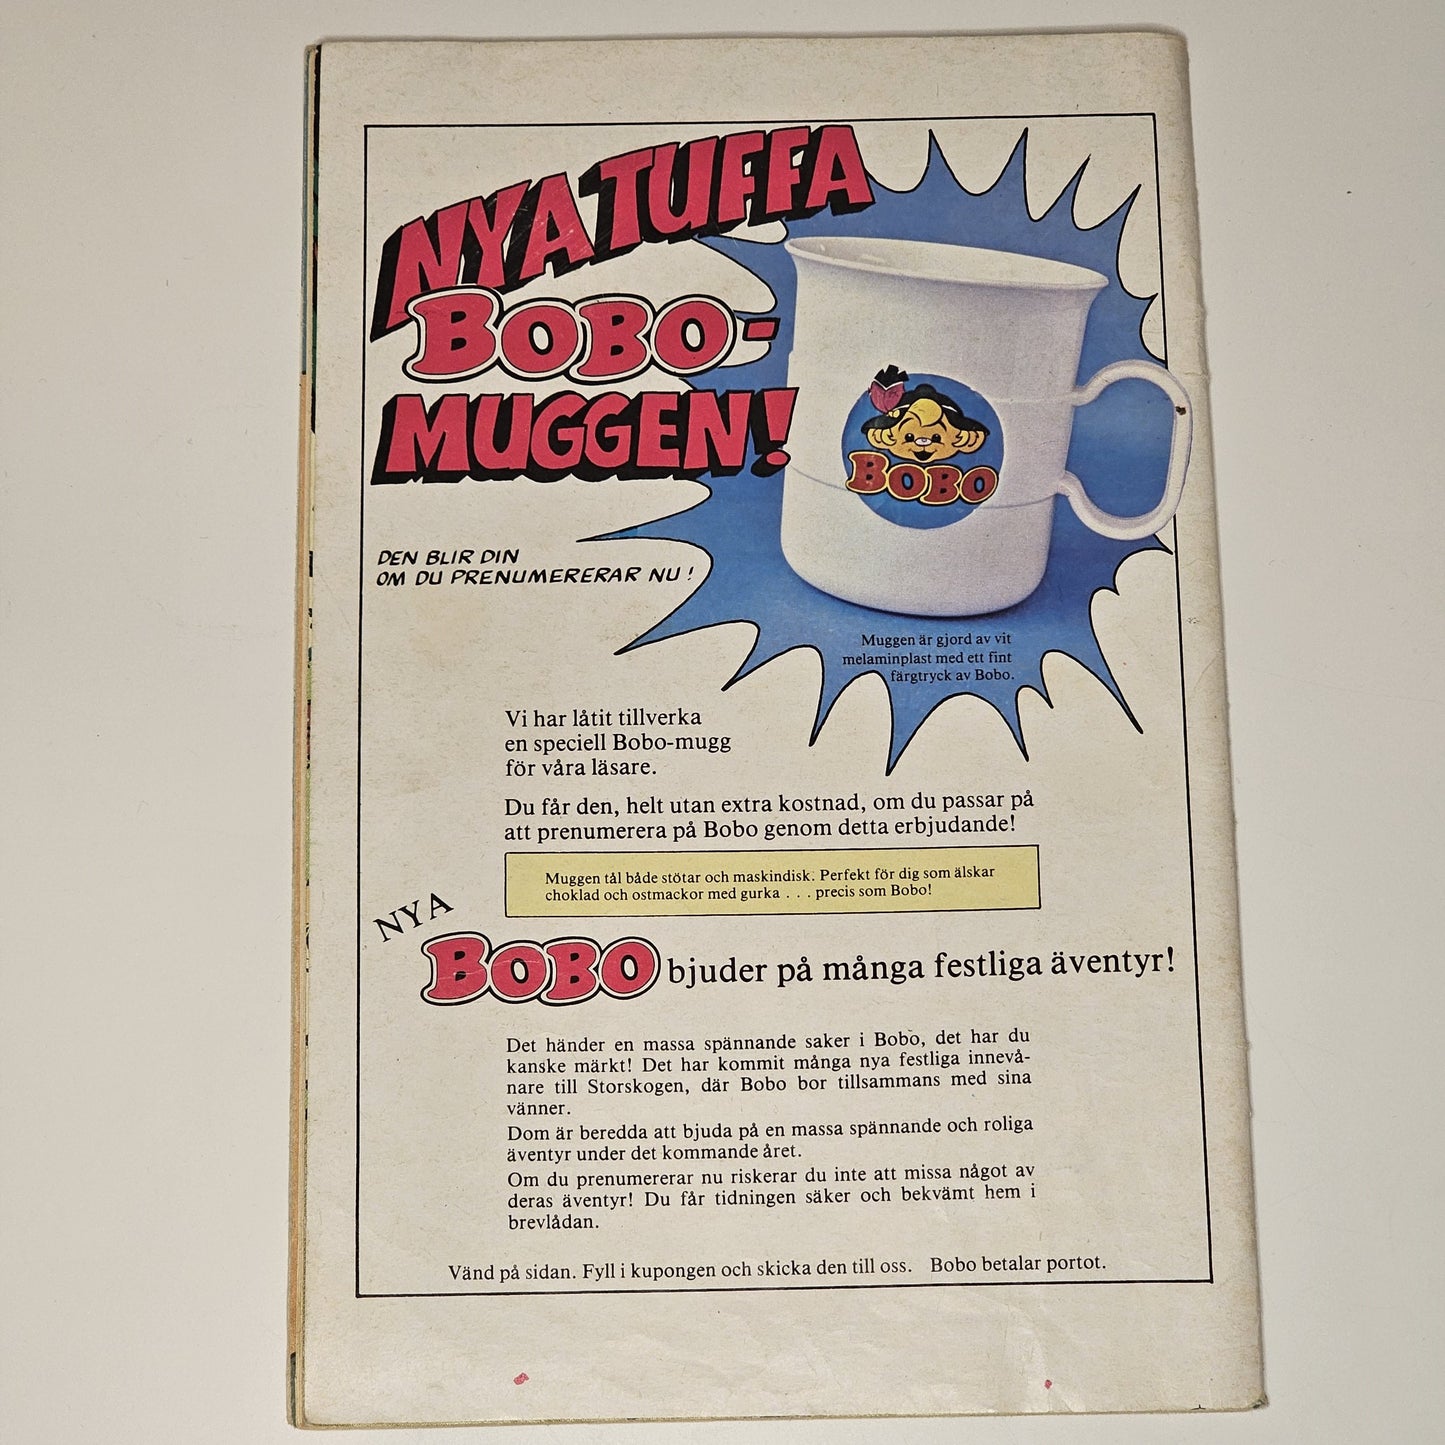 NYA TUFFA
BOBO-
MUGGEN!
BOBO
DEN BLIR DIN
OM DU PRENUMERERAR NU!
Muggen är gjord av vit
melaminplast med ett fint
färgtryck av Bobo.
Vi har låtit tillverka
en speciell Bobo-mugg
för våra läsare.
Du får den, helt utan extra kostnad, om du passar på
att prenumerera på Bobo genom detta erbjudande!
Muggen tål både stötar och maskindisk. Perfekt för dig som älskar
choklad och ostmackor med gurka . . . precis som Bobo!
NYA
BOBO bjuder på många festliga äventyr!
Det händer en massa spännande saker i Bobo, det har du
kanske märkt! Det har kommit många nya festliga innevå-
nare till Storskogen, där Bobo bor tillsammans med sina
vänner.
Dom är beredda att bjuda på en massa spännande och roliga
äventyr under det kommande året.
Om du prenumererar nu riskerar du inte att missa något av
deras äventyr! Du får tidningen säker och bekvämt hem i
brevlådan.
Vänd på sidan. Fyll i kupongen och skicka den till oss. Bobo betalar portot.